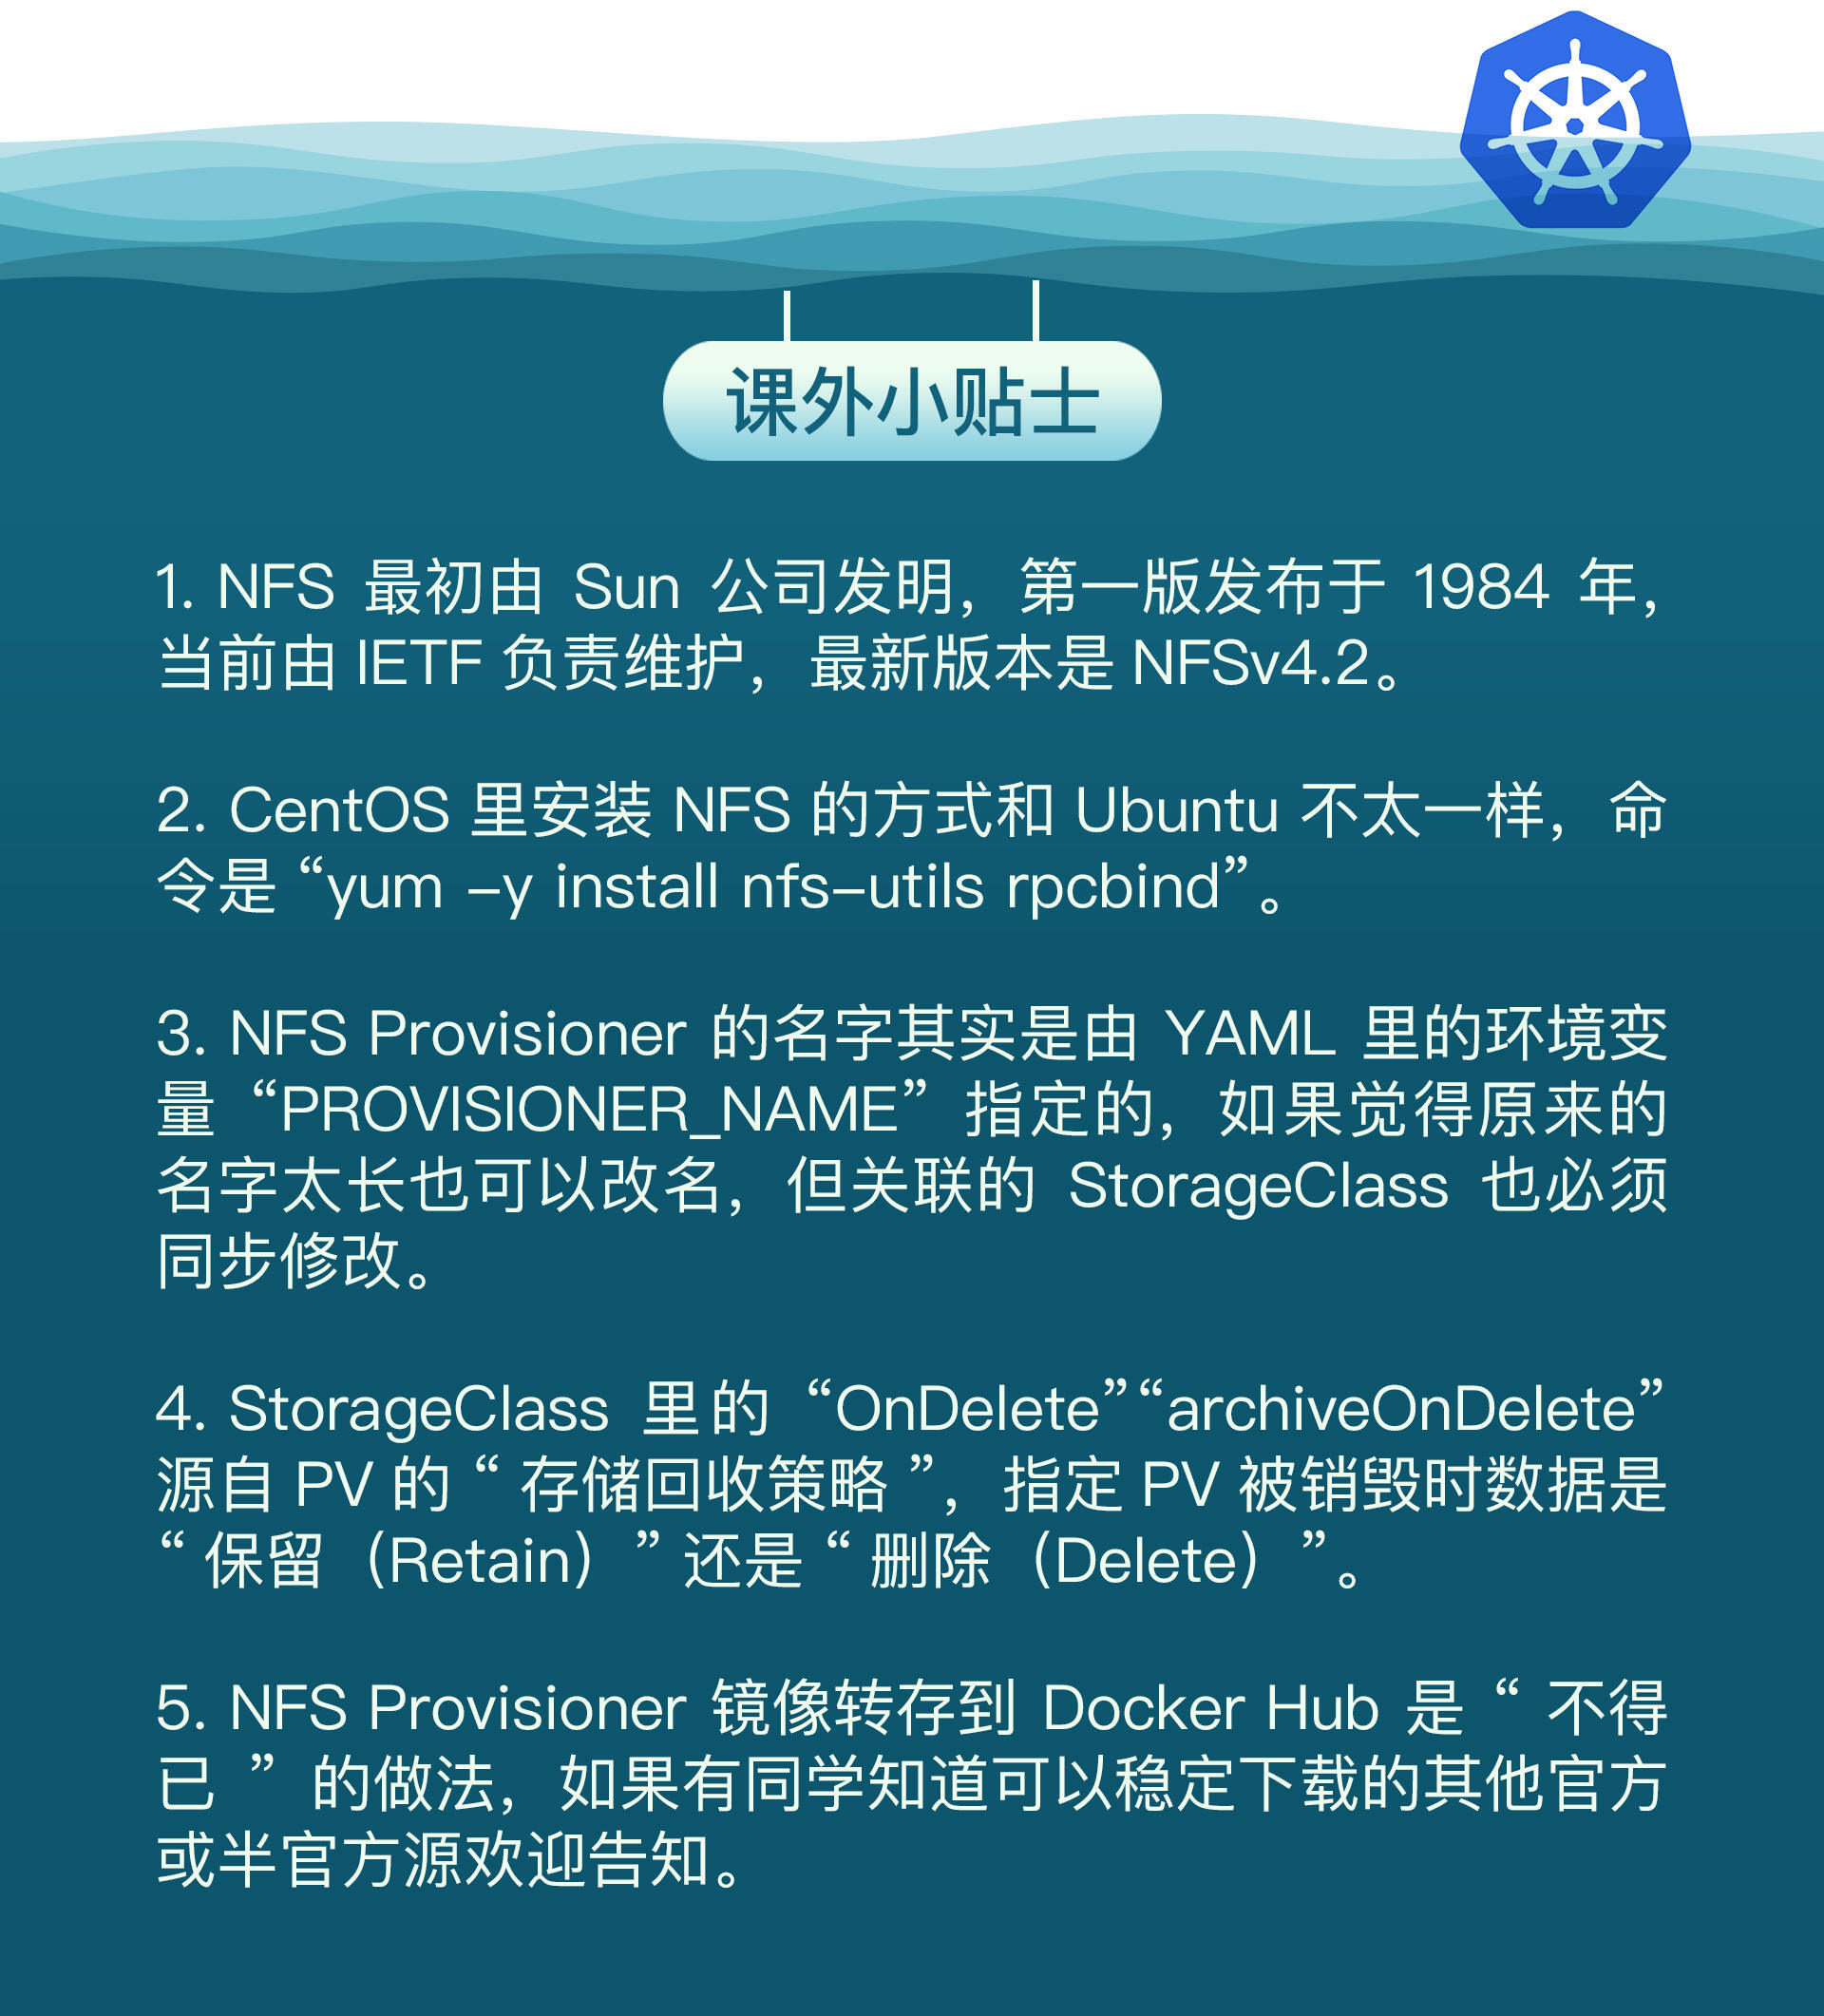 课外小贴士
1. NFS 最初由 Sun 公司发明，第一版发布于 1984 年，
当前由 IETF 负责维护，最新版本是 NFSv4.2。
2. CentOS 里安装 NFS 的方式和 Ubuntu 不太一样，命
令是“yum -y install nfs-utils rpcbind”。
3. NFS Provisioner 的名字其实是由 YAML 里的环境变
量“PROVISIONER_NAME”指定的，如果觉得原来的
名字太长也可以改名，但关联的 StorageClass 也必须
同步修改。
4. StorageClass 里的“OnDelete”“archiveOnDelete”
源自 PV 的“ 存储回收策略 ”，指定 PV 被销毁时数据是
“ 保留（Retain）”还是“ 删除（Delete）”。
5. NFS Provisioner 镜像转存到 Docker Hub 是“ 不得
已 ”的做法，如果有同学知道可以稳定下载的其他官方
或半官方源欢迎告知。